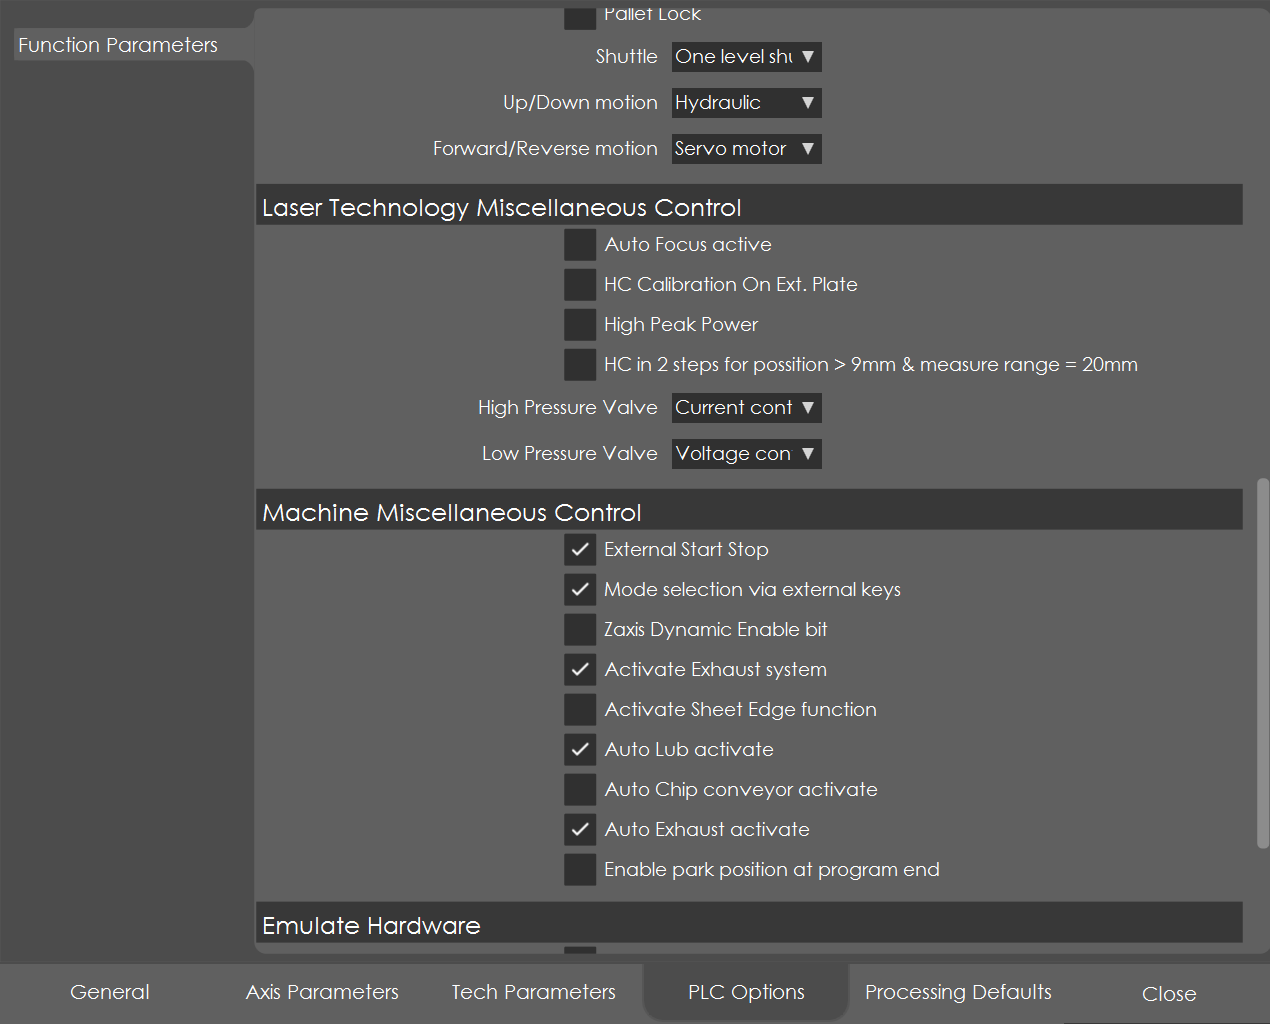 Pallet Lock
Function Parameters
Shuttle One level shu
Up/Down motion Hydraulic
Forward/Reverse motion Servo motor
Laser Technology Miscellaneous Control
Auto Focus active
HC Calibration On Ext. Plate
High Peak Power
HC in 2 steps for possition > 9mm & measure range = 20mm
High Pressure Valve Current cont
Low Pressure Valve Voltage con
Machine Miscellaneous Control
External Start Stop
Mode selection via external keys
Zaxis Dynamic Enable bit
Activate Exhaust system
Activate Sheet Edge function
Auto Lub activate
Auto Chip conveyor activate
Auto Exhaust activate
Enable park position at program end
Emulate Hardware
General Axis Parameters Tech Parameters PLC Options Processing Defaults Close